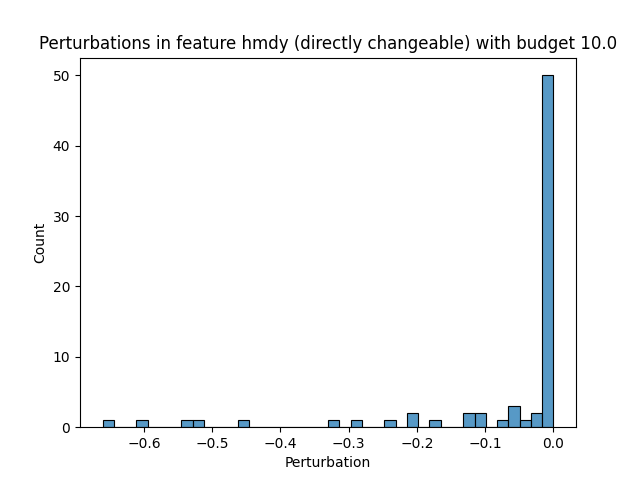 Perturbations in feature hmdy (directly changeable) with budget 10.0
50
40
30
20
10
0
Count
−0.6 −0.5 −0.4 −0.3 −0.2 −0.1 0.0
Perturbation